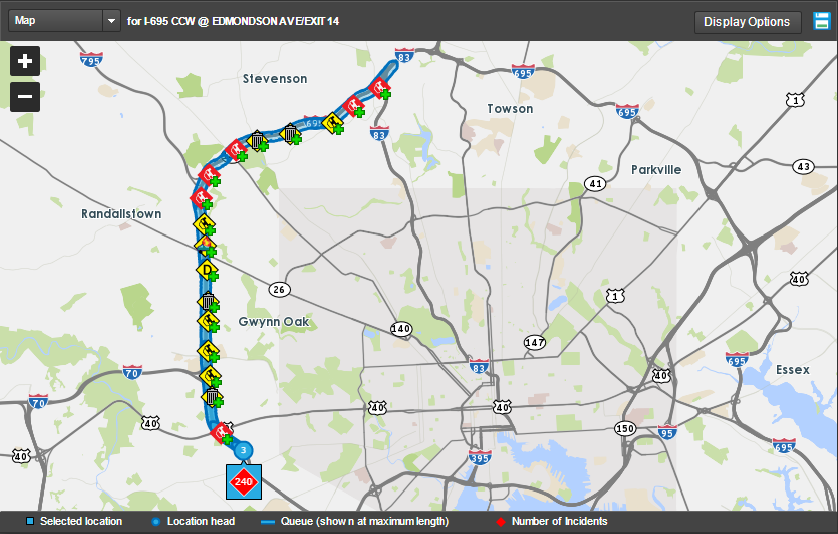 Map
for I-695 CCW @ EDMONDSON AVE/EXIT 14
Display Options
+
−
795
83
Stevenson
695
Towson
1
695
83
695
Parkville
43
41
Randallstown
D
26
40
1
Gwynn Oak
140
147
695
83
70
40
Essex
70
40
40
40
150
95
40
3
395
695
240
Selected location
Location head
Queue (shown at maximum length)
Number of Incidents